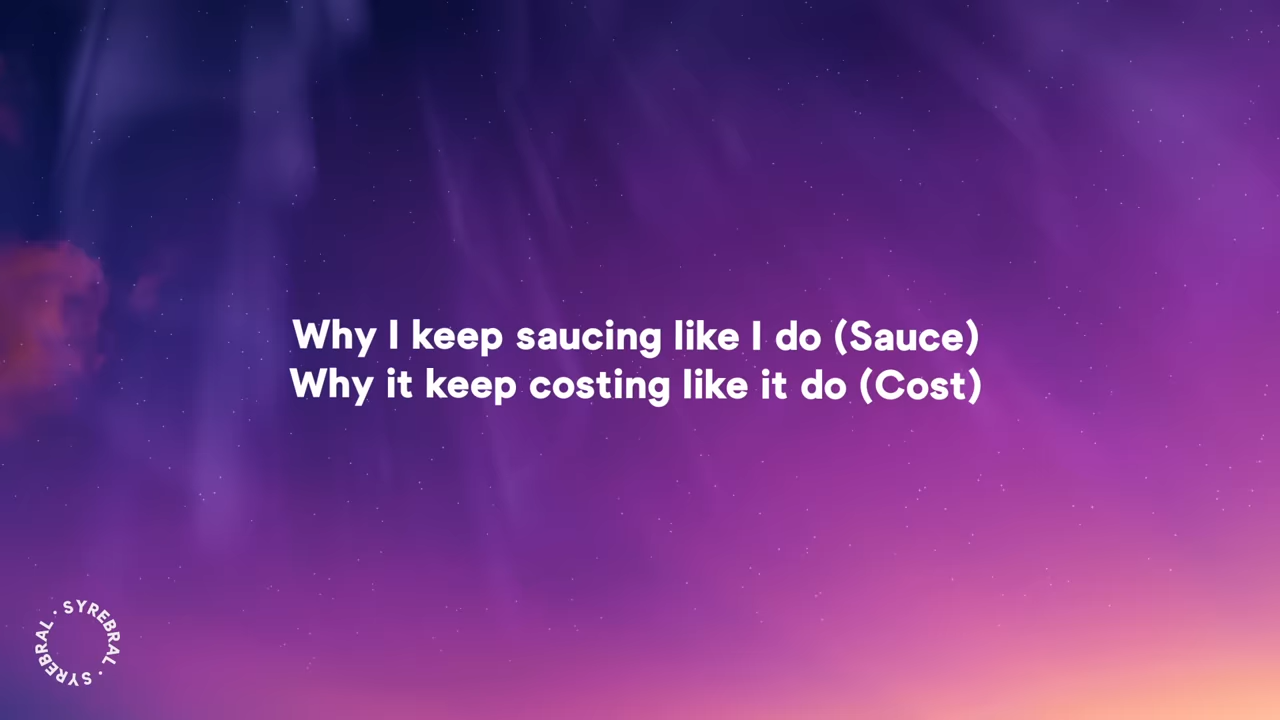 Why I keep saucing like I do (Sauce)
Why it keep costing like it do (Cost)
SYREBRAL · SYREBRAL ·